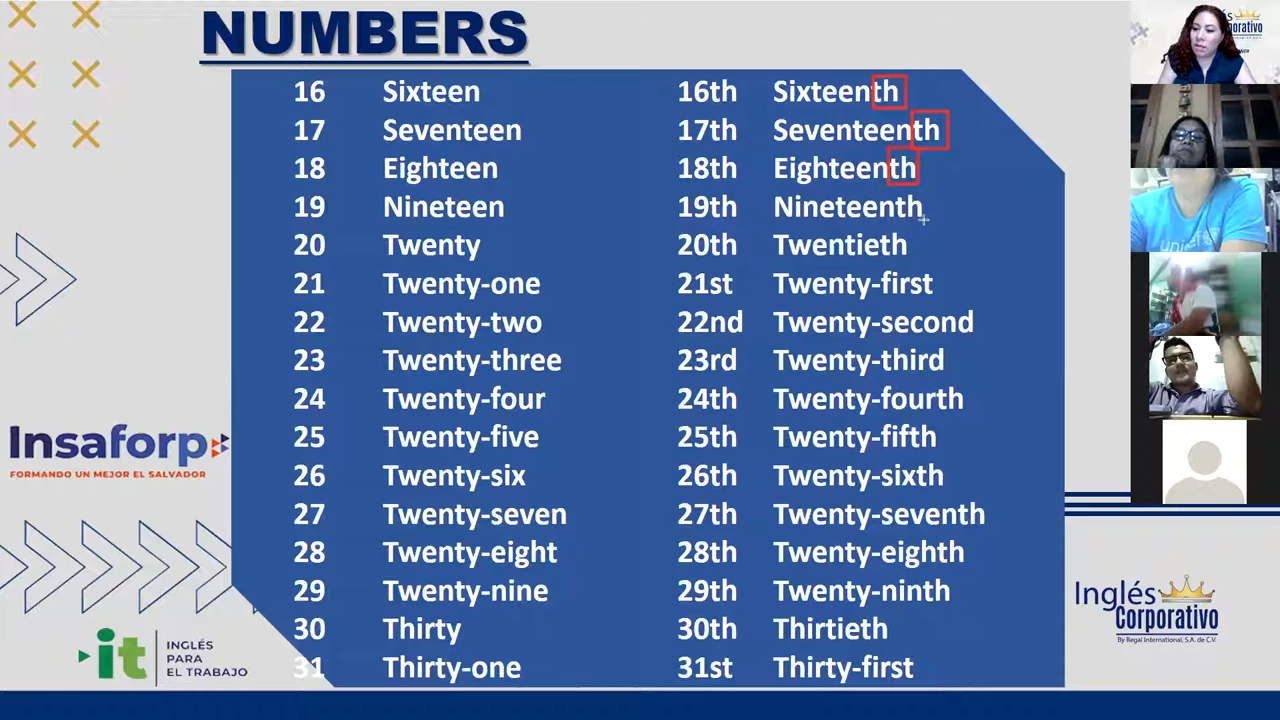 NUMBERS
16 Sixteen 16th Sixteenth
17 Seventeen 17th Seventeenth
18 Eighteen 18th Eighteenth
19 Nineteen 19th Nineteenth
20 Twenty 20th Twentieth
21 Twenty-one 21st Twenty-first
22 Twenty-two 22nd Twenty-second
23 Twenty-three 23rd Twenty-third
24 Twenty-four 24th Twenty-fourth
25 Twenty-five 25th Twenty-fifth
26 Twenty-six 26th Twenty-sixth
27 Twenty-seven 27th Twenty-seventh
28 Twenty-eight 28th Twenty-eighth
29 Twenty-nine 29th Twenty-ninth
30 Thirty 30th Thirtieth
31 Thirty-one 31st Thirty-first
Insaforp
FORMANDO UN MEJOR EL SALVADOR
it
INGLÉS
PARA
EL TRABAJO
Inglés
Corporativo
By Regal International, S.A. de C.V.
unicef